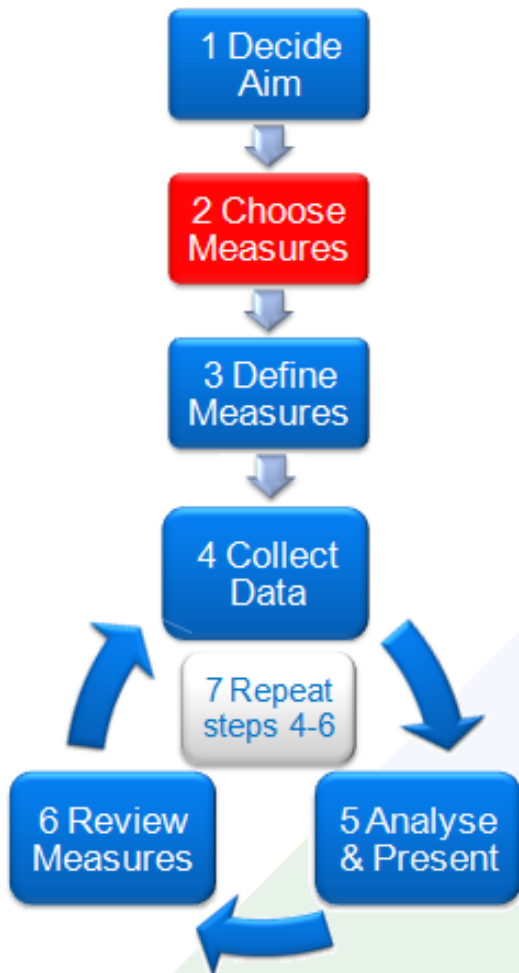 1 Decide
Aim
2 Choose
Measures
3 Define
Measures
4 Collect
Data
7 Repeat
steps 4-6
6 Review
Measures
5 Analyse
& Present